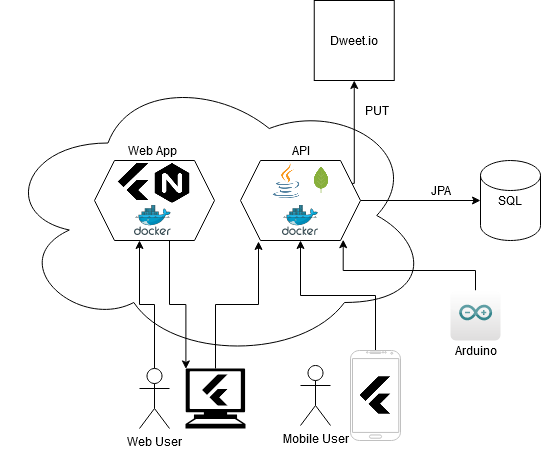 Dweet.io
PUT
Web App
API
N
docker
docker
JPA
SQL
Arduino
Web User
Mobile User